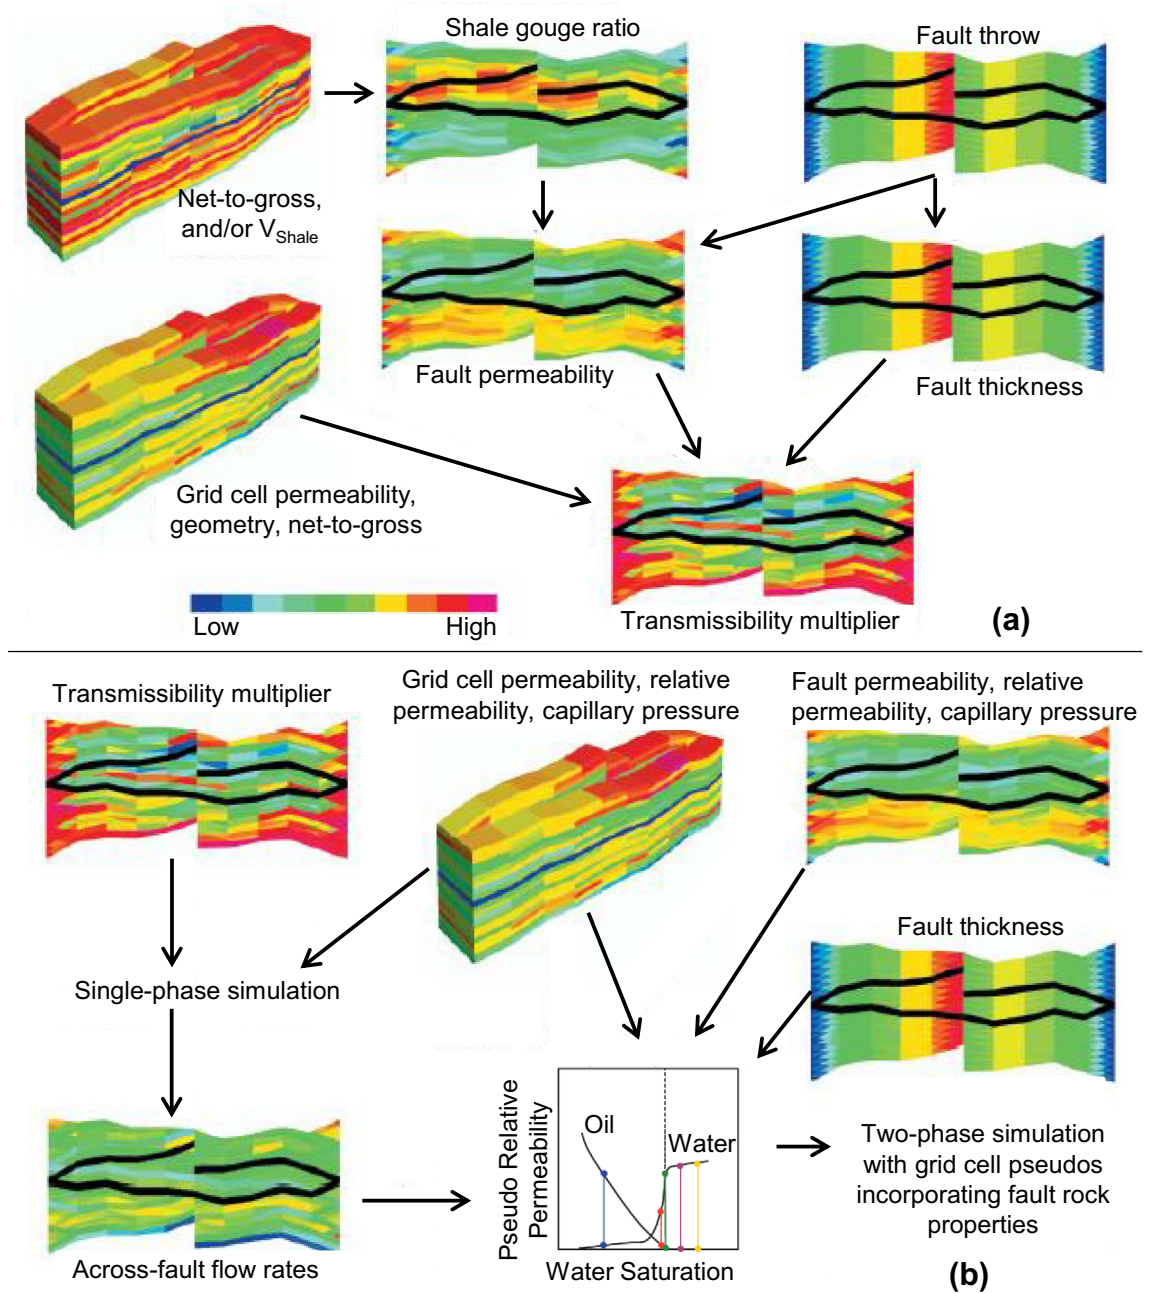 Shale gouge ratio
Fault throw
Net-to-gross,
and/or VShale
Fault permeability
Fault thickness
Grid cell permeability,
geometry, net-to-gross
Low
High
Transmissibility multiplier
(a)
Transmissibility multiplier
Grid cell permeability, relative
permeability, capillary pressure
Fault permeability, relative
permeability, capillary pressure
Fault thickness
Single-phase simulation
Pseudo Relative
Permeability
Oil
Water
Water Saturation
Two-phase simulation
with grid cell pseudos
incorporating fault rock
properties
Across-fault flow rates
(b)